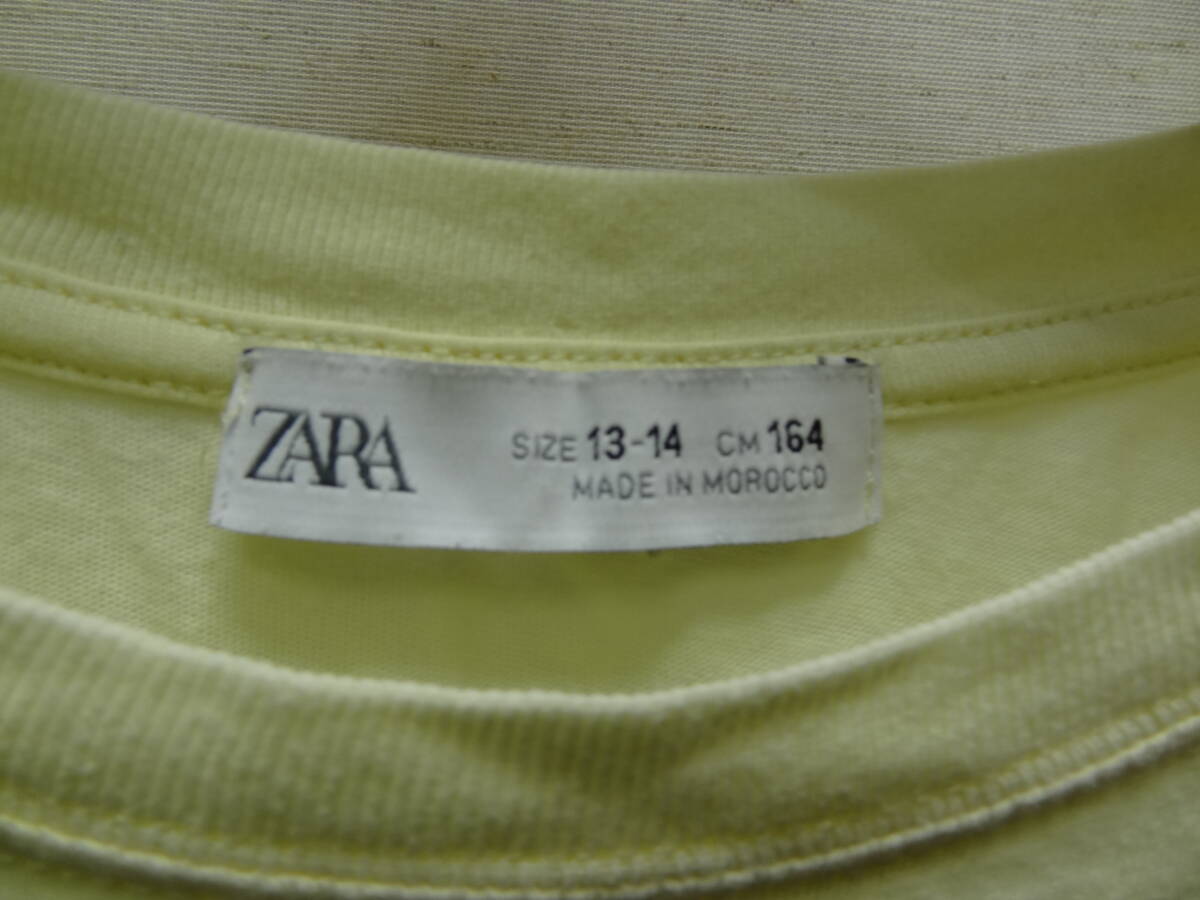 ZARA
SIZE 13-14 CM 164
MADE IN MOROCCO